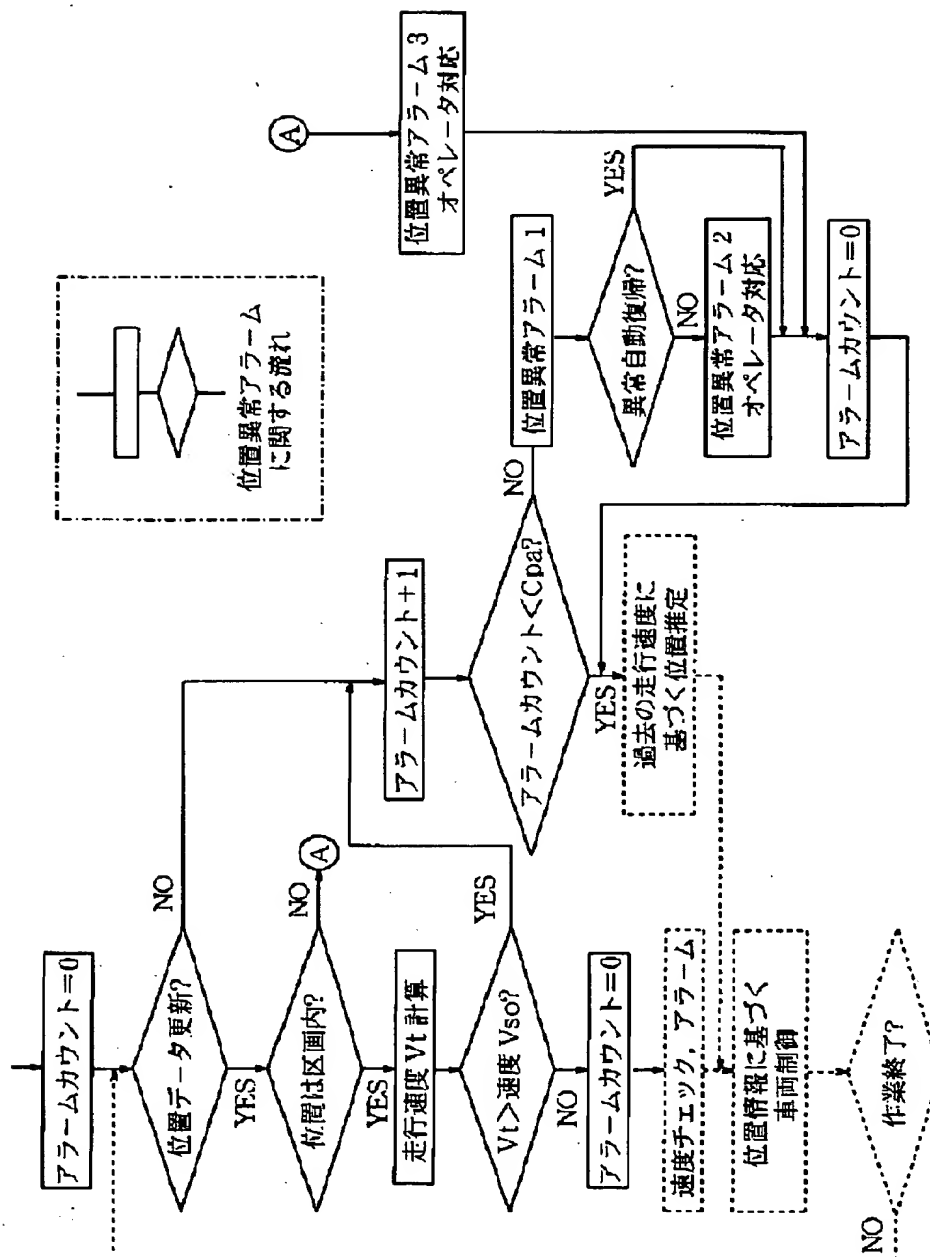 アラームカウント=0
位置データ更新?
NO
YES
位置は区画内?
NO
A
YES
走行速度 Vt 計算
Vt>速度 Vso?
YES
NO
アラームカウント=0
速度チェック, アラーム
位置情報に基づく
車両制御
作業終了?
NO
アラームカウント+1
アラームカウント<Cpa?
NO
YES
過去の走行速度に
基づく位置推定
位置異常アラーム
に関する流れ
位置異常アラーム 1
異常自動復帰?
YES
NO
位置異常アラーム 2
オペレータ対応
アラームカウント=0
A
位置異常アラーム 3
オペレータ対応